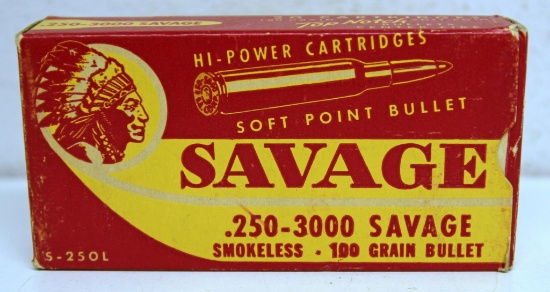 HI-POWER CARTRIDGES
SOFT POINT BULLET
SAVAGE
.250-3000 SAVAGE
SMOKELESS - 100 GRAIN BULLET
S-250L